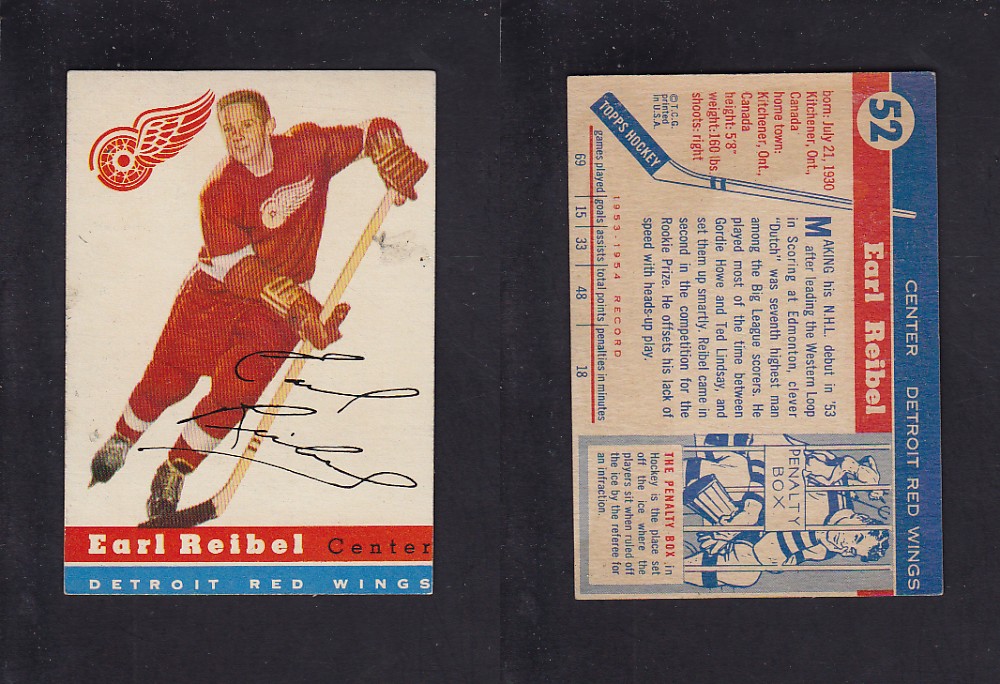 Earl
Reibel
Earl Reibel Center
DETROIT RED WINGS
52
CENTER DETROIT RED WINGS
Earl Reibel
born: July 21, 1930
Kitchener, Ont.,
Canada
home town:
Kitchener, Ont.,
Canada
height: 5'8"
weight: 160 lbs.
shoots: right
© T.C.G.
printed
in U.S.A
TOPPS HOCKEY
MAKING his N.H.L. debut in '53
after leading the Western Loop
in Scoring at Edmonton, clever
"Dutch" was seventh highest man
among the Big League scorers. He
played most of the time between
Gordie Howe and Ted Lindsay, and
set them up smartly. Reibel came in
second in the competition for the
Rookie Prize. He offsets his lack of
speed with heads-up play.
1953-1954 RECORD
games played goals assists total points penalties in minutes
69 15 33 48 18
PENALTY
BOX
THE PENALTY BOX, in
Hockey is the place set
off the ice where the
players sit when ruled off
the ice by the referee for
an infraction.